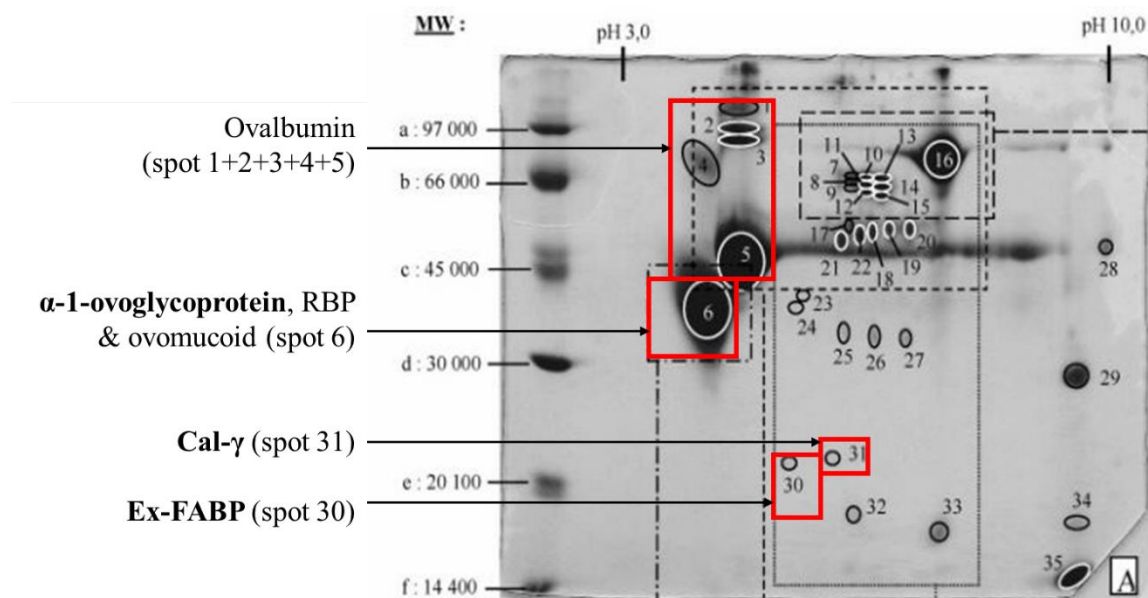 MW :
pH 3,0
pH 10,0
Ovalbumin
(spot 1+2+3+4+5)
α-1-ovoglycoprotein, RBP
& ovomucoid (spot 6)
Cal-γ (spot 31)
Ex-FABP (spot 30)
a : 97 000
b : 66 000
c : 45 000
d : 30 000
e : 20 100
f : 14 400
1
2
3
4
5
6
7
8
9
10
11
12
13
14
15
16
17
18
19
20
21
22
23
24
25
26
27
28
29
30
31
32
33
34
35
A